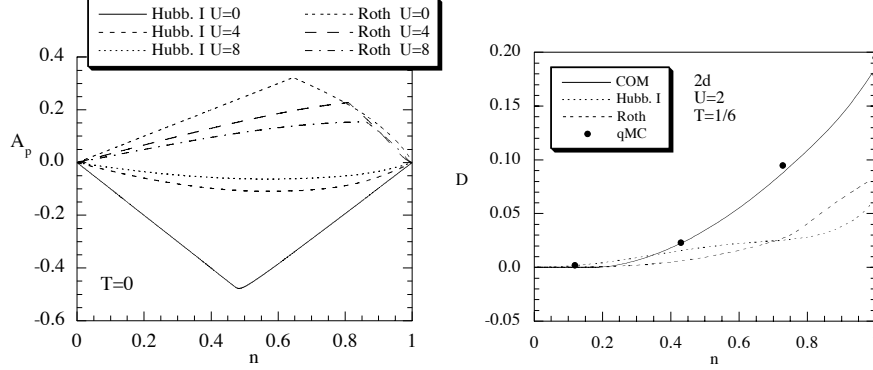 Hubb. I U=0 Roth U=0
Hubb. I U=4 Roth U=4
Hubb. I U=8 Roth U=8
0.4
0.2
0.0
-0.2
-0.4
-0.6
Ap
T=0
0 0.2 0.4 0.6 0.8 1
n
0.20
0.15
0.10
0.05
0.00
-0.05
D
COM
Hubb. I
Roth
qMC
2d
U=2
T=1/6
0 0.2 0.4 0.6 0.8
n